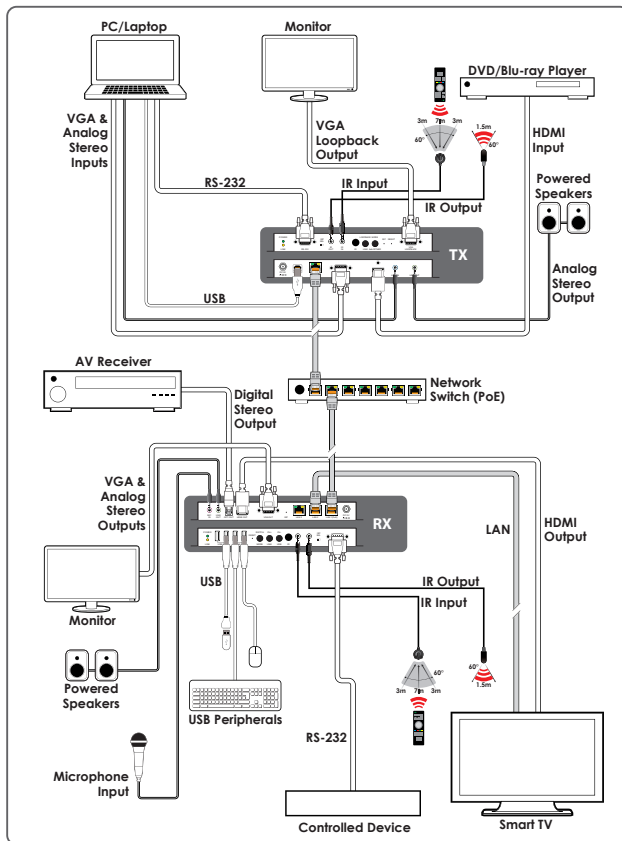 PC/Laptop
Monitor
DVD/Blu-ray Player
VGA &
Analog
Stereo
Inputs
VGA
Loopback
Output
3m 7m 3m
60°
1.5m
60°
HDMI
Input
RS-232
IR Input
IR Output
Powered
Speakers
TX
USB
Analog
Stereo
Output
AV Receiver
Digital
Stereo
Output
Network
Switch (PoE)
VGA &
Analog
Stereo
Outputs
RX
LAN
HDMI
Output
USB
IR Output
IR Input
Monitor
60°
3m 7m 3m
60°
1.5m
Powered
Speakers
USB Peripherals
RS-232
Microphone
Input
Controlled Device
Smart TV